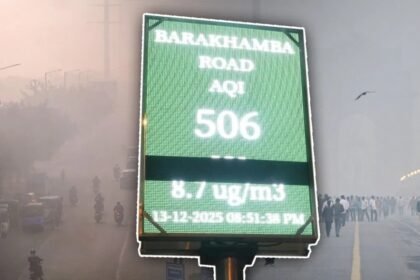 BARAKHAMBA
ROAD
AQI
506
8.7 ug/m3
13-12-2025 08:51:38 PM